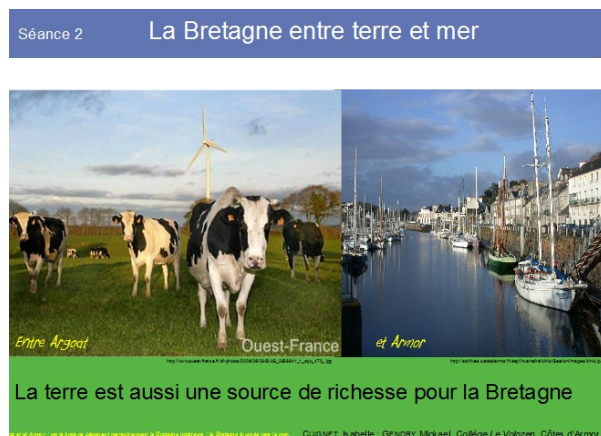 Séance 2
La Bretagne entre terre et mer
Entre Argoat
Ouest-France
et Armor
La terre est aussi une source de richesse pour la Bretagne
CUIGNET Isabelle ; GENDRY Mickael, Collège Le Volozen, Côtes d'Armor